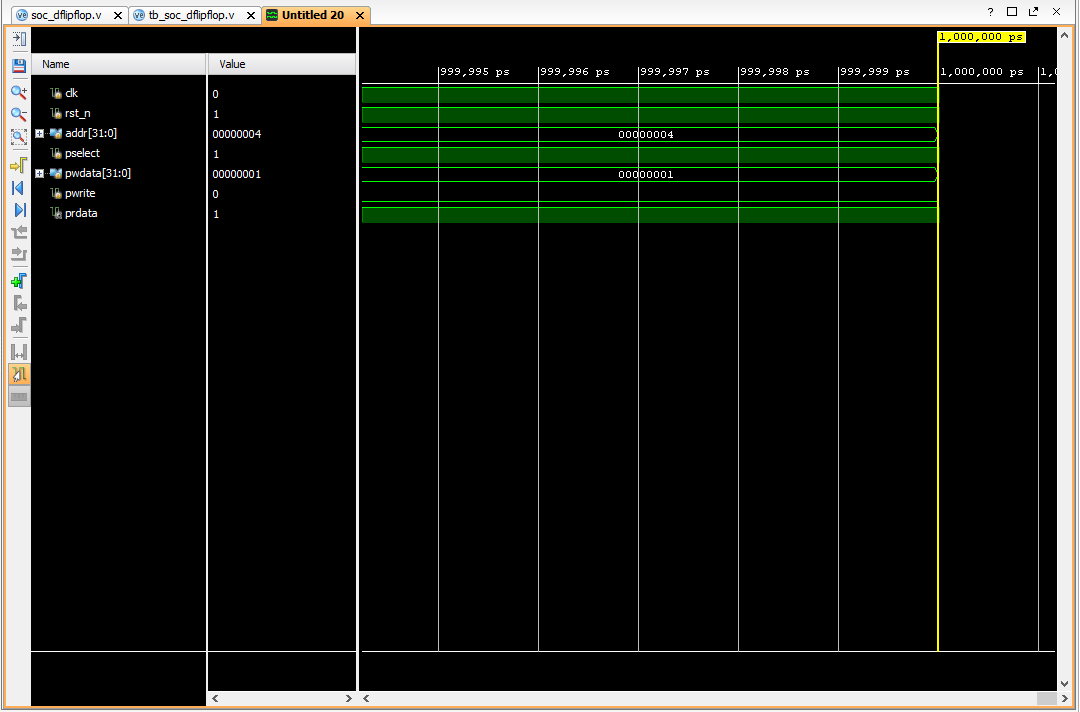 soc_dflipflop.v × tb_soc_dflipflop.v × Untitled 20 × ?
1,000,000 ps
Name Value
999,995 ps 999,996 ps 999,997 ps 999,998 ps 999,999 ps 1,000,000 ps 1,0
clk 0
rst_n 1
addr[31:0] 00000004 00000004
pselect 1
pwdata[31:0] 00000001 00000001
pwrite 0
prdata 1